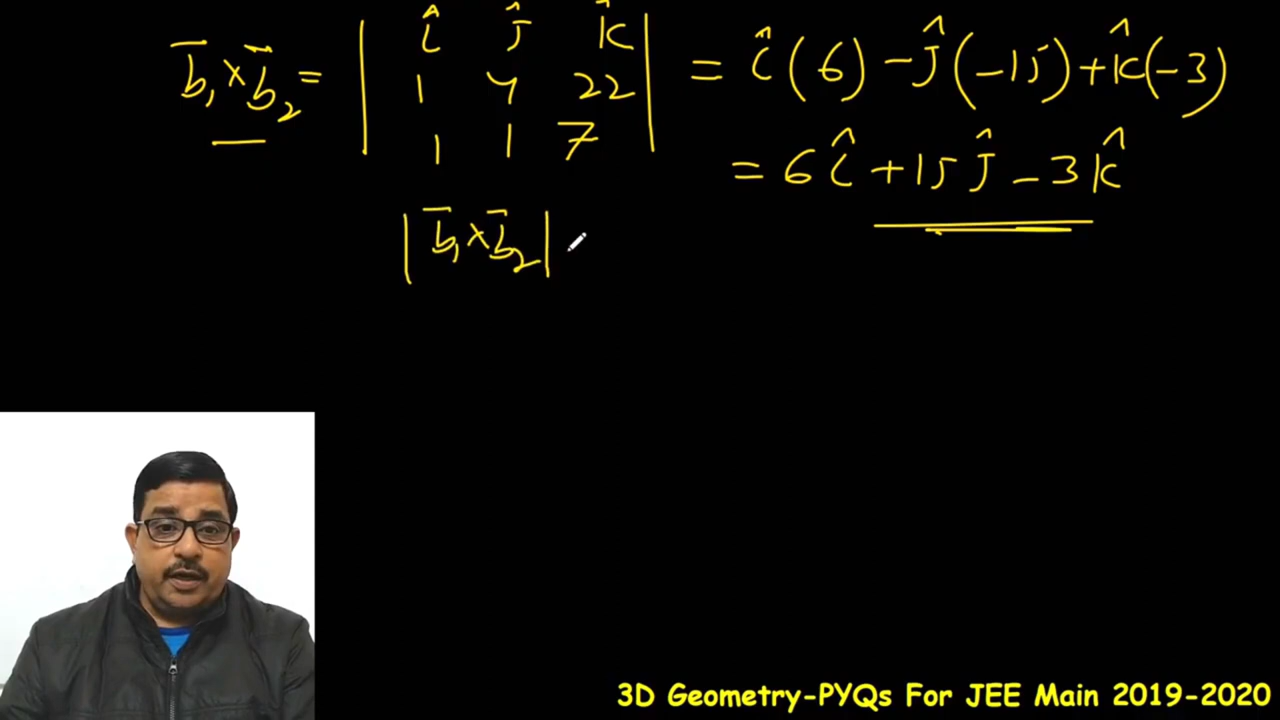 î ĵ k̂
b̄₁×b̄₂ = | 1 4 22 | = î(6) - ĵ(-15) + k̂(-3)
1 1 7
= 6î + 15ĵ - 3k̂
|b̄₁×b̄₂|
3D Geometry-PYQs For JEE Main 2019-2020